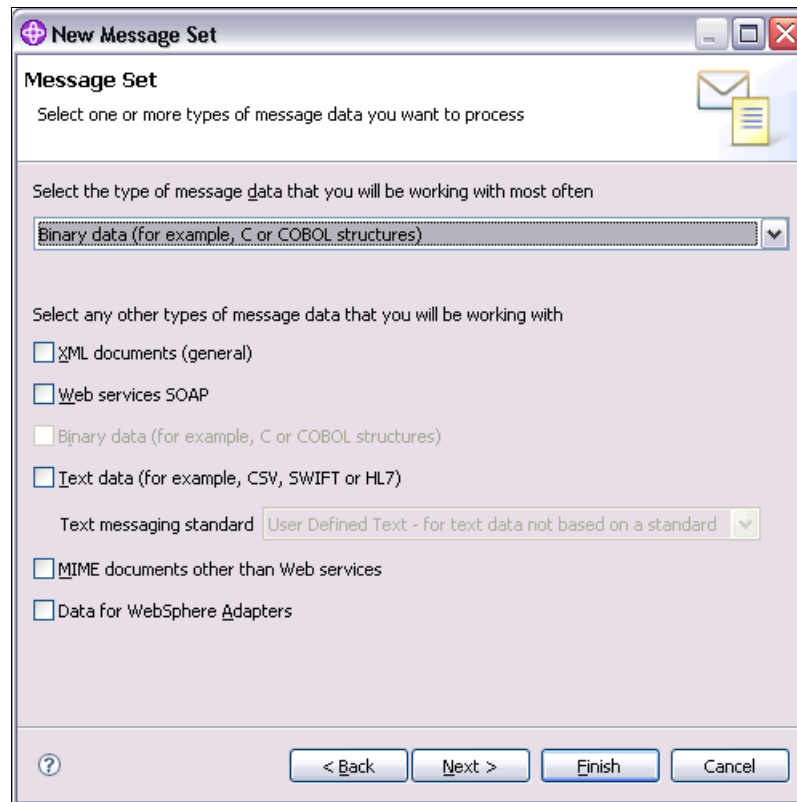 New Message Set
Message Set
Select one or more types of message data you want to process
Select the type of message data that you will be working with most often
Binary data (for example, C or COBOL structures)
Select any other types of message data that you will be working with
XML documents (general)
Web services SOAP
Binary data (for example, C or COBOL structures)
Text data (for example, CSV, SWIFT or HL7)
Text messaging standard User Defined Text - for text data not based on a standard
MIME documents other than Web services
Data for WebSphere Adapters
? < Back Next > Finish Cancel